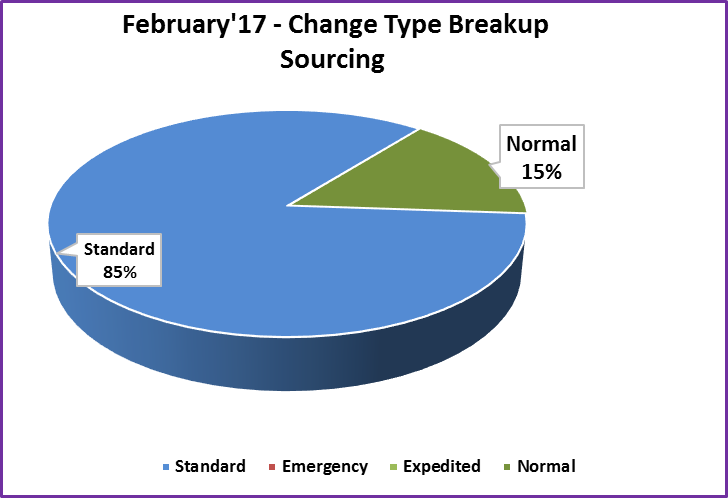 February'17 - Change Type Breakup
Sourcing
Normal
15%
Standard
85%
Standard Emergency Expedited Normal